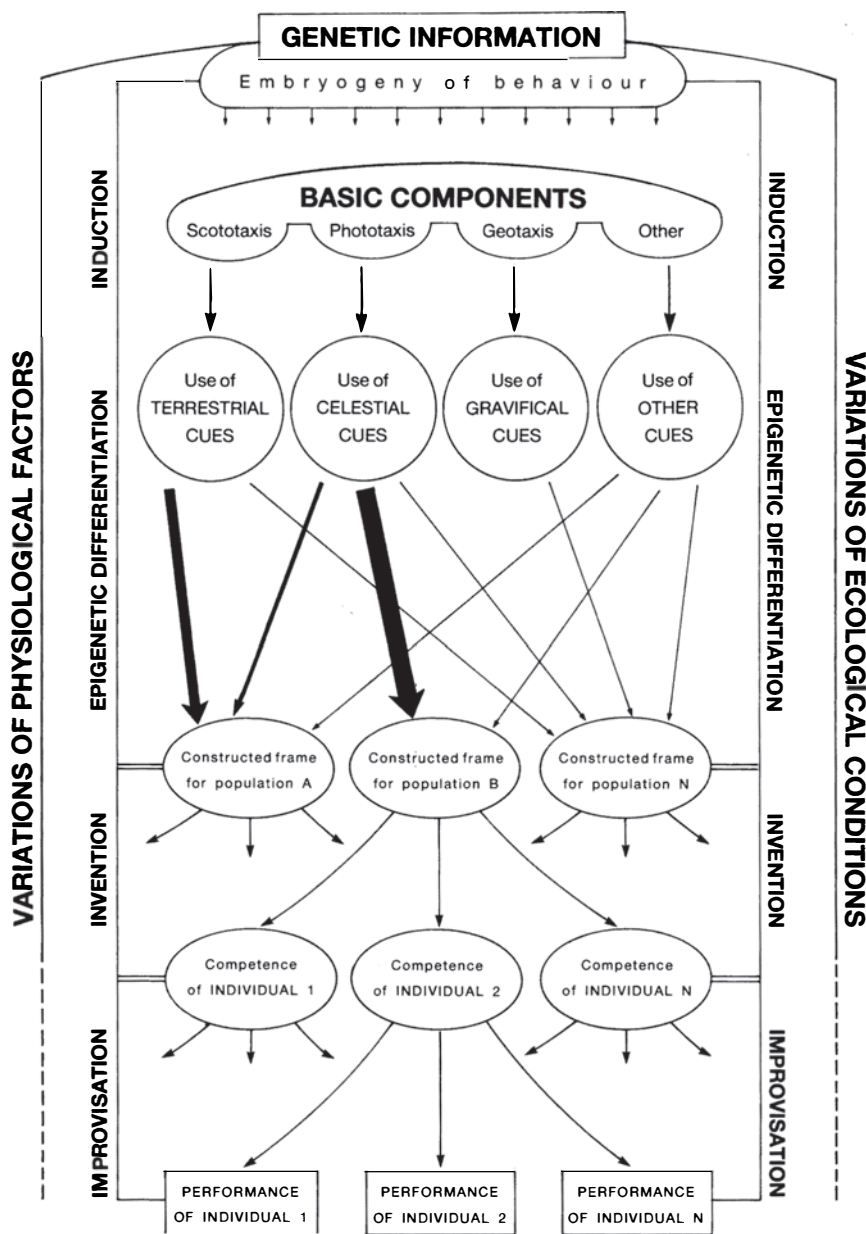 GENETIC INFORMATION
Embryogeny of behaviour
INDUCTION
INDUCTION
BASIC COMPONENTS
Scototaxis
Phototaxis
Geotaxis
Other
Use of
TERRESTRIAL
CUES
Use of
CELESTIAL
CUES
Use of
GRAVIFICAL
CUES
Use of
OTHER
CUES
VARIATIONS OF PHYSIOLOGICAL FACTORS
EPIGENETIC DIFFERENTIATION
EPIGENETIC DIFFERENTIATION
VARIATIONS OF ECOLOGICAL CONDITIONS
Constructed frame
for population A
Constructed frame
for population B
Constructed frame
for population N
INVENTION
INVENTION
Competence
of INDIVIDUAL 1
Competence
of INDIVIDUAL 2
Competence
of INDIVIDUAL N
IMPROVISATION
IMPROVISATION
PERFORMANCE
OF INDIVIDUAL 1
PERFORMANCE
OF INDIVIDUAL 2
PERFORMANCE
OF INDIVIDUAL N